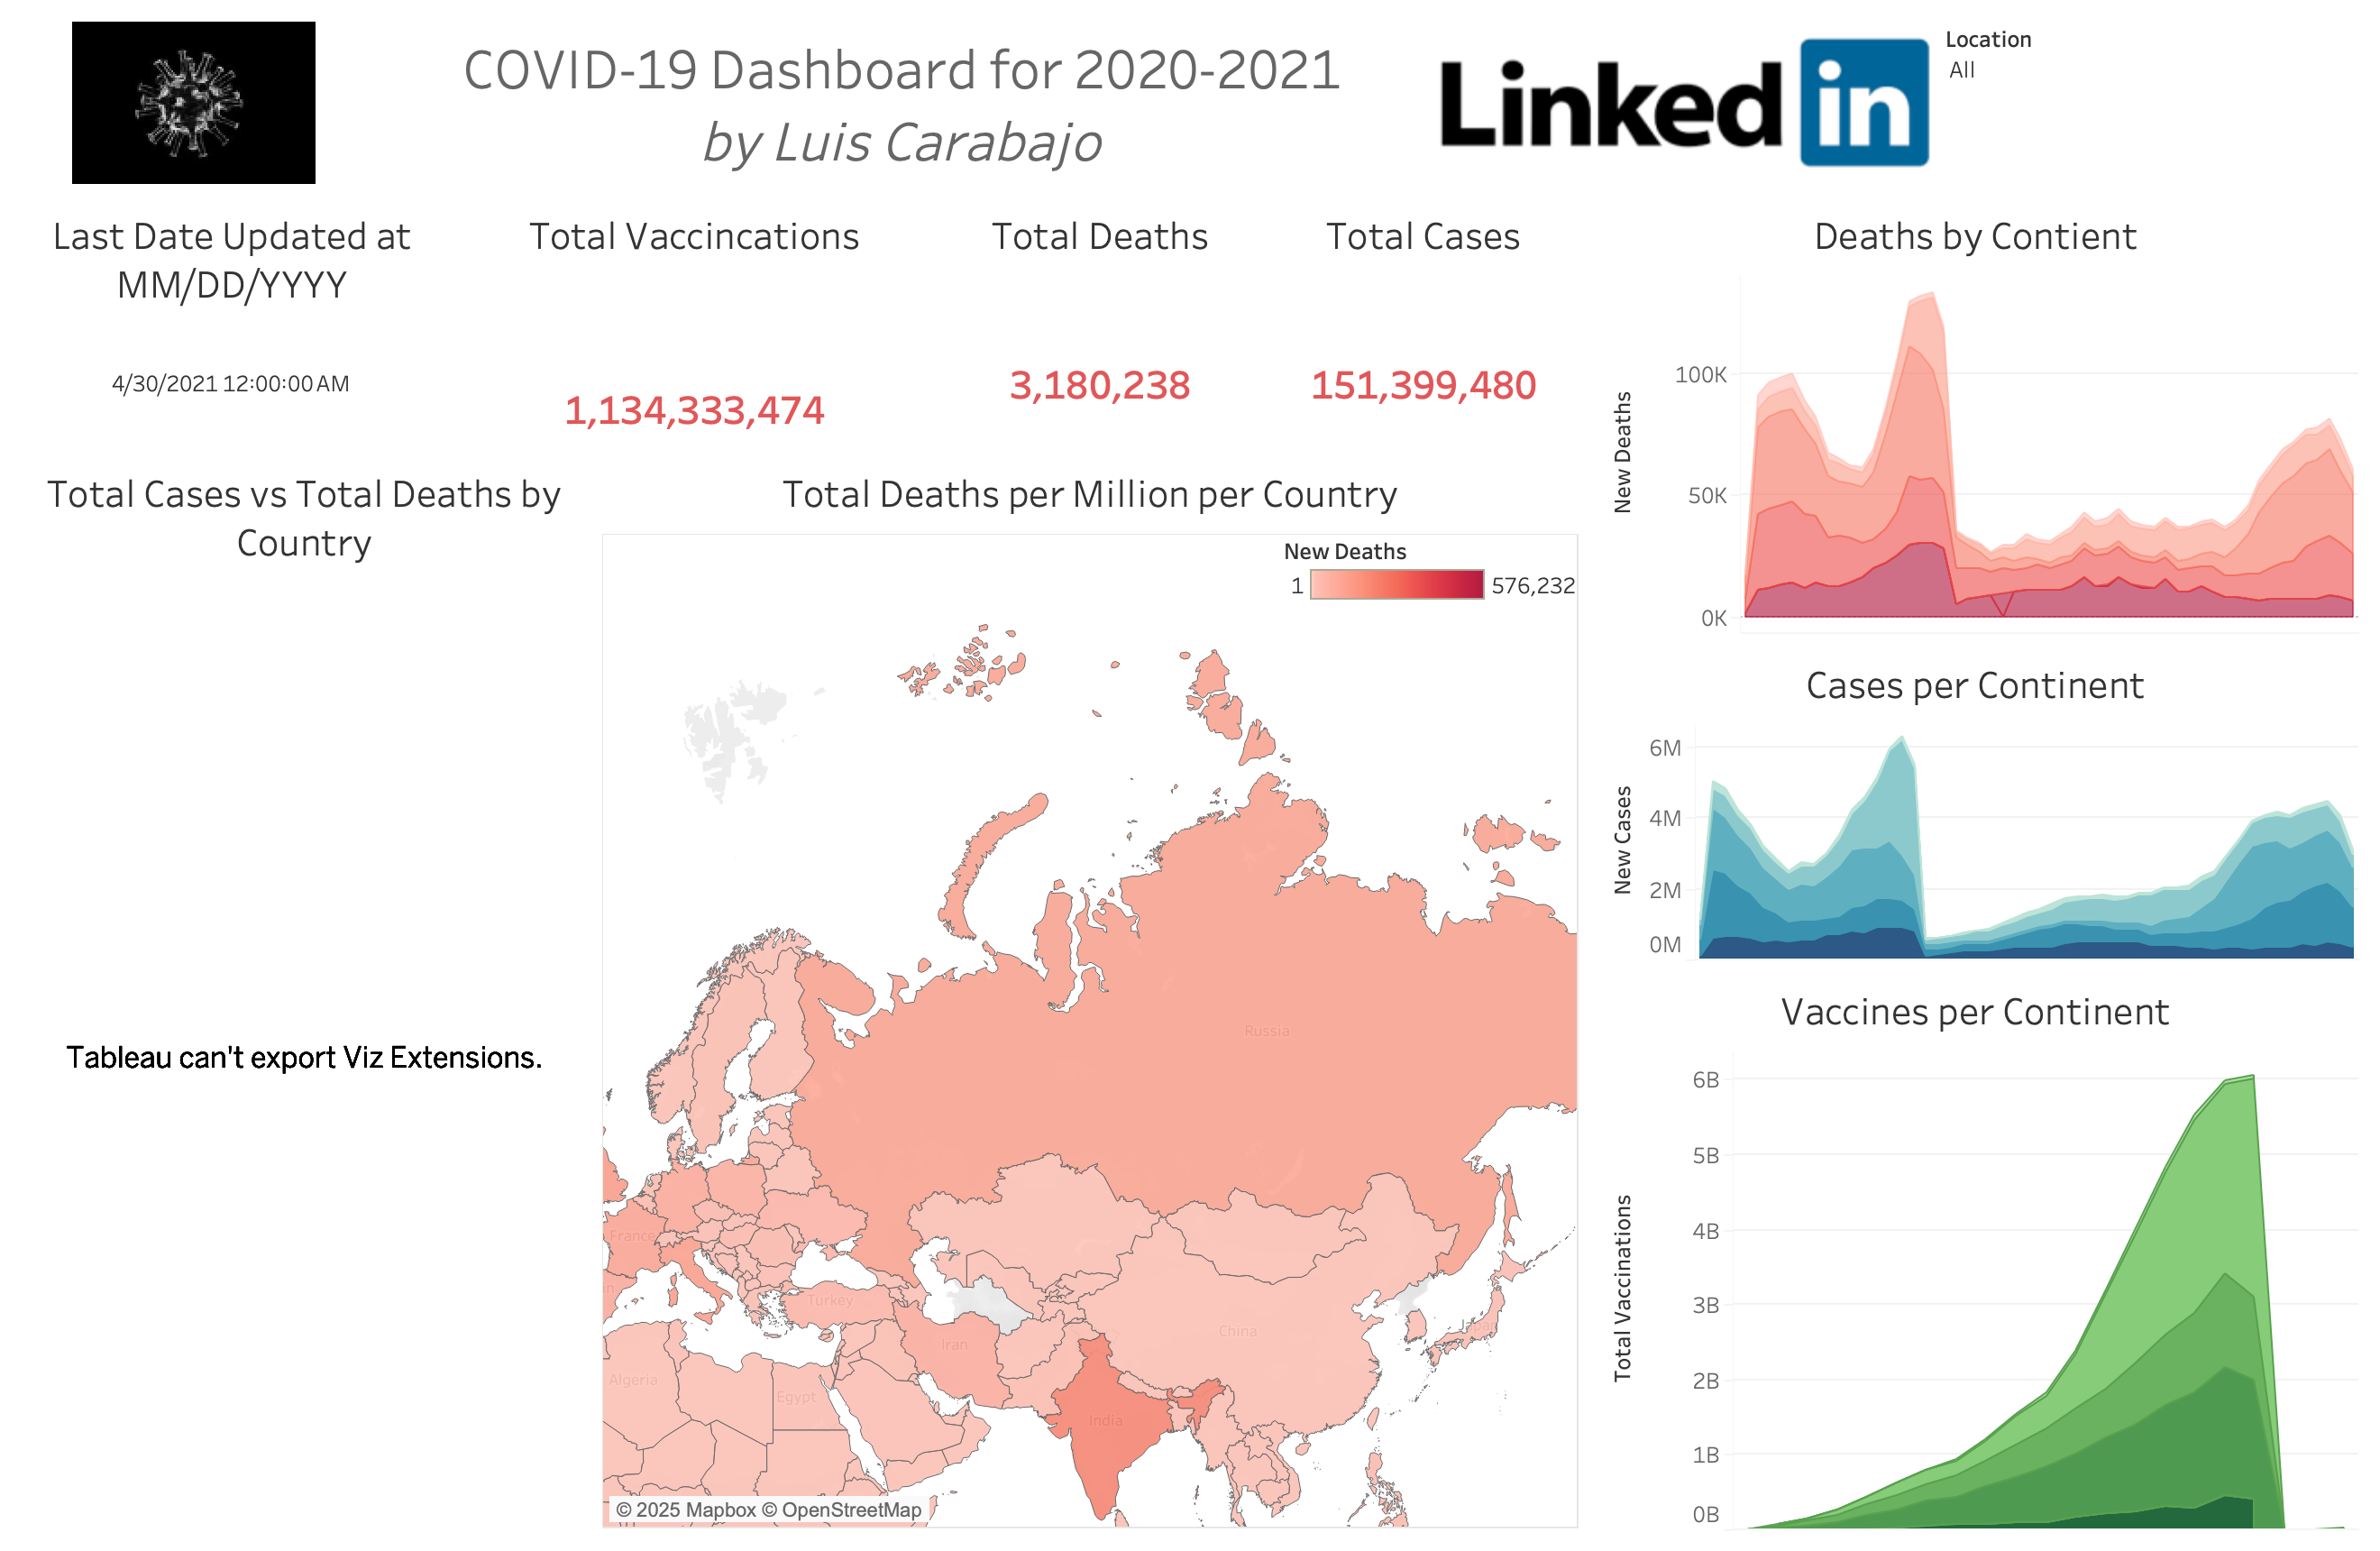 COVID-19 Dashboard for 2020-2021
by Luis Carabajo
Linked in
Location
All
Last Date Updated at
MM/DD/YYYY
4/30/2021 12:00:00 AM
Total Vaccincations
1,134,333,474
Total Deaths
3,180,238
Total Cases
151,399,480
Total Cases vs Total Deaths by
Country
Tableau can't export Viz Extensions.
Total Deaths per Million per Country
New Deaths
1
576,232
Russia
France
Turkey
Iran
China
Japan
Algeria
Egypt
India
© 2025 Mapbox © OpenStreetMap
Deaths by Contient
New Deaths
100K
50K
0K
Cases per Continent
New Cases
6M
4M
2M
0M
Vaccines per Continent
Total Vaccinations
6B
5B
4B
3B
2B
1B
0B